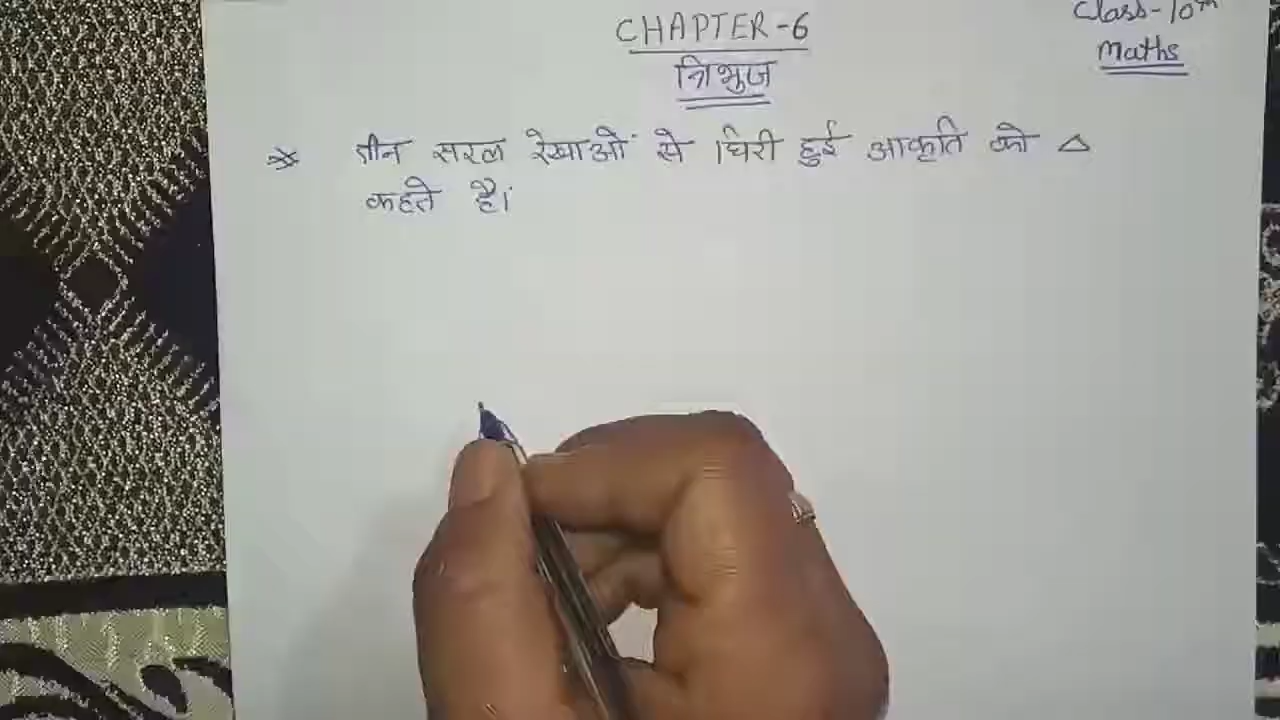 CHAPTER-6
Class-10th
त्रिभुज
Maths
* तीन सरल रेखाओं से घिरी हुई आकृति को △
कहते है।